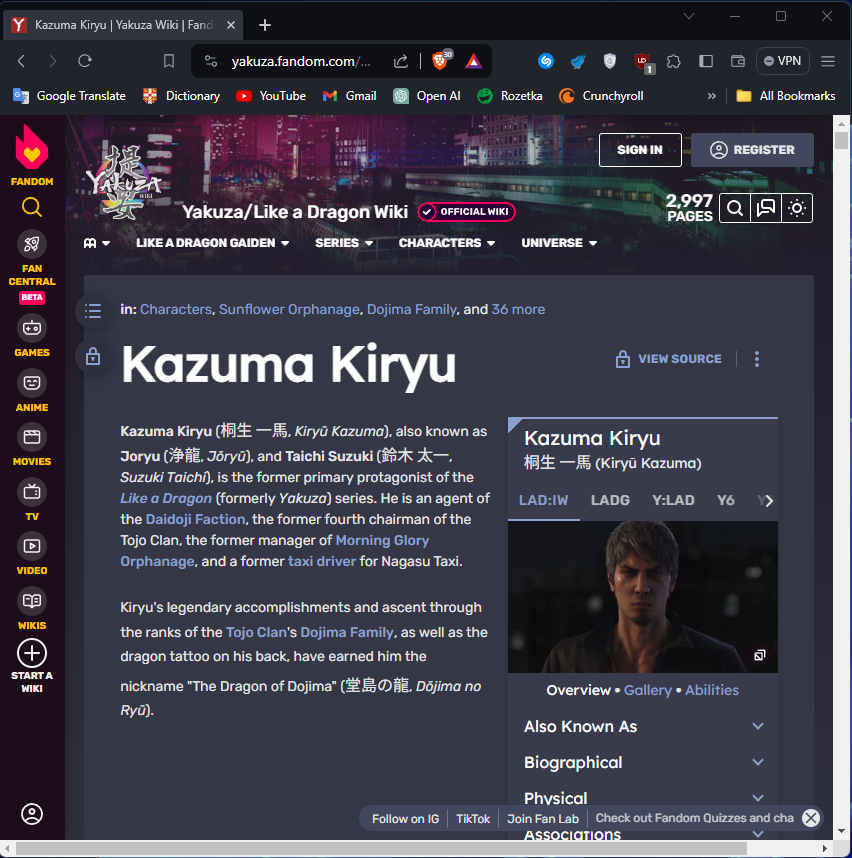 Kazuma Kiryu | Yakuza Wiki | Fand
yakuza.fandom.com/...
30
UD
1
VPN
Google Translate
Dictionary
YouTube
Gmail
Open AI
Rozetka
Crunchyroll
»
All Bookmarks
FANDOM
FAN CENTRAL
BETA
GAMES
ANIME
MOVIES
TV
VIDEO
WIKIS
START A WIKI
Yakuza
WIKI
SIGN IN
REGISTER
Yakuza/Like a Dragon Wiki
OFFICIAL WIKI
2,997
PAGES
LIKE A DRAGON GAIDEN
SERIES
CHARACTERS
UNIVERSE
in: Characters, Sunflower Orphanage, Dojima Family, and 36 more
Kazuma Kiryu
VIEW SOURCE
Kazuma Kiryu (桐生 一馬, Kiryū Kazuma), also known as
Joryu (浄龍, Jōryū), and Taichi Suzuki (鈴木 太一,
Suzuki Taichi), is the former primary protagonist of the
Like a Dragon (formerly Yakuza) series. He is an agent of
the Daidoji Faction, the former fourth chairman of the
Tojo Clan, the former manager of Morning Glory
Orphanage, and a former taxi driver for Nagasu Taxi.
Kiryu's legendary accomplishments and ascent through
the ranks of the Tojo Clan's Dojima Family, as well as the
dragon tattoo on his back, have earned him the
nickname "The Dragon of Dojima" (堂島の龍, Dōjima no
Ryū).
Kazuma Kiryu
桐生 一馬 (Kiryū Kazuma)
LAD:IW LADG Y:LAD Y6 Y
Overview • Gallery • Abilities
Also Known As
Biographical
Physical
Associations
Follow on IG
TikTok
Join Fan Lab
Check out Fandom Quizzes and cha